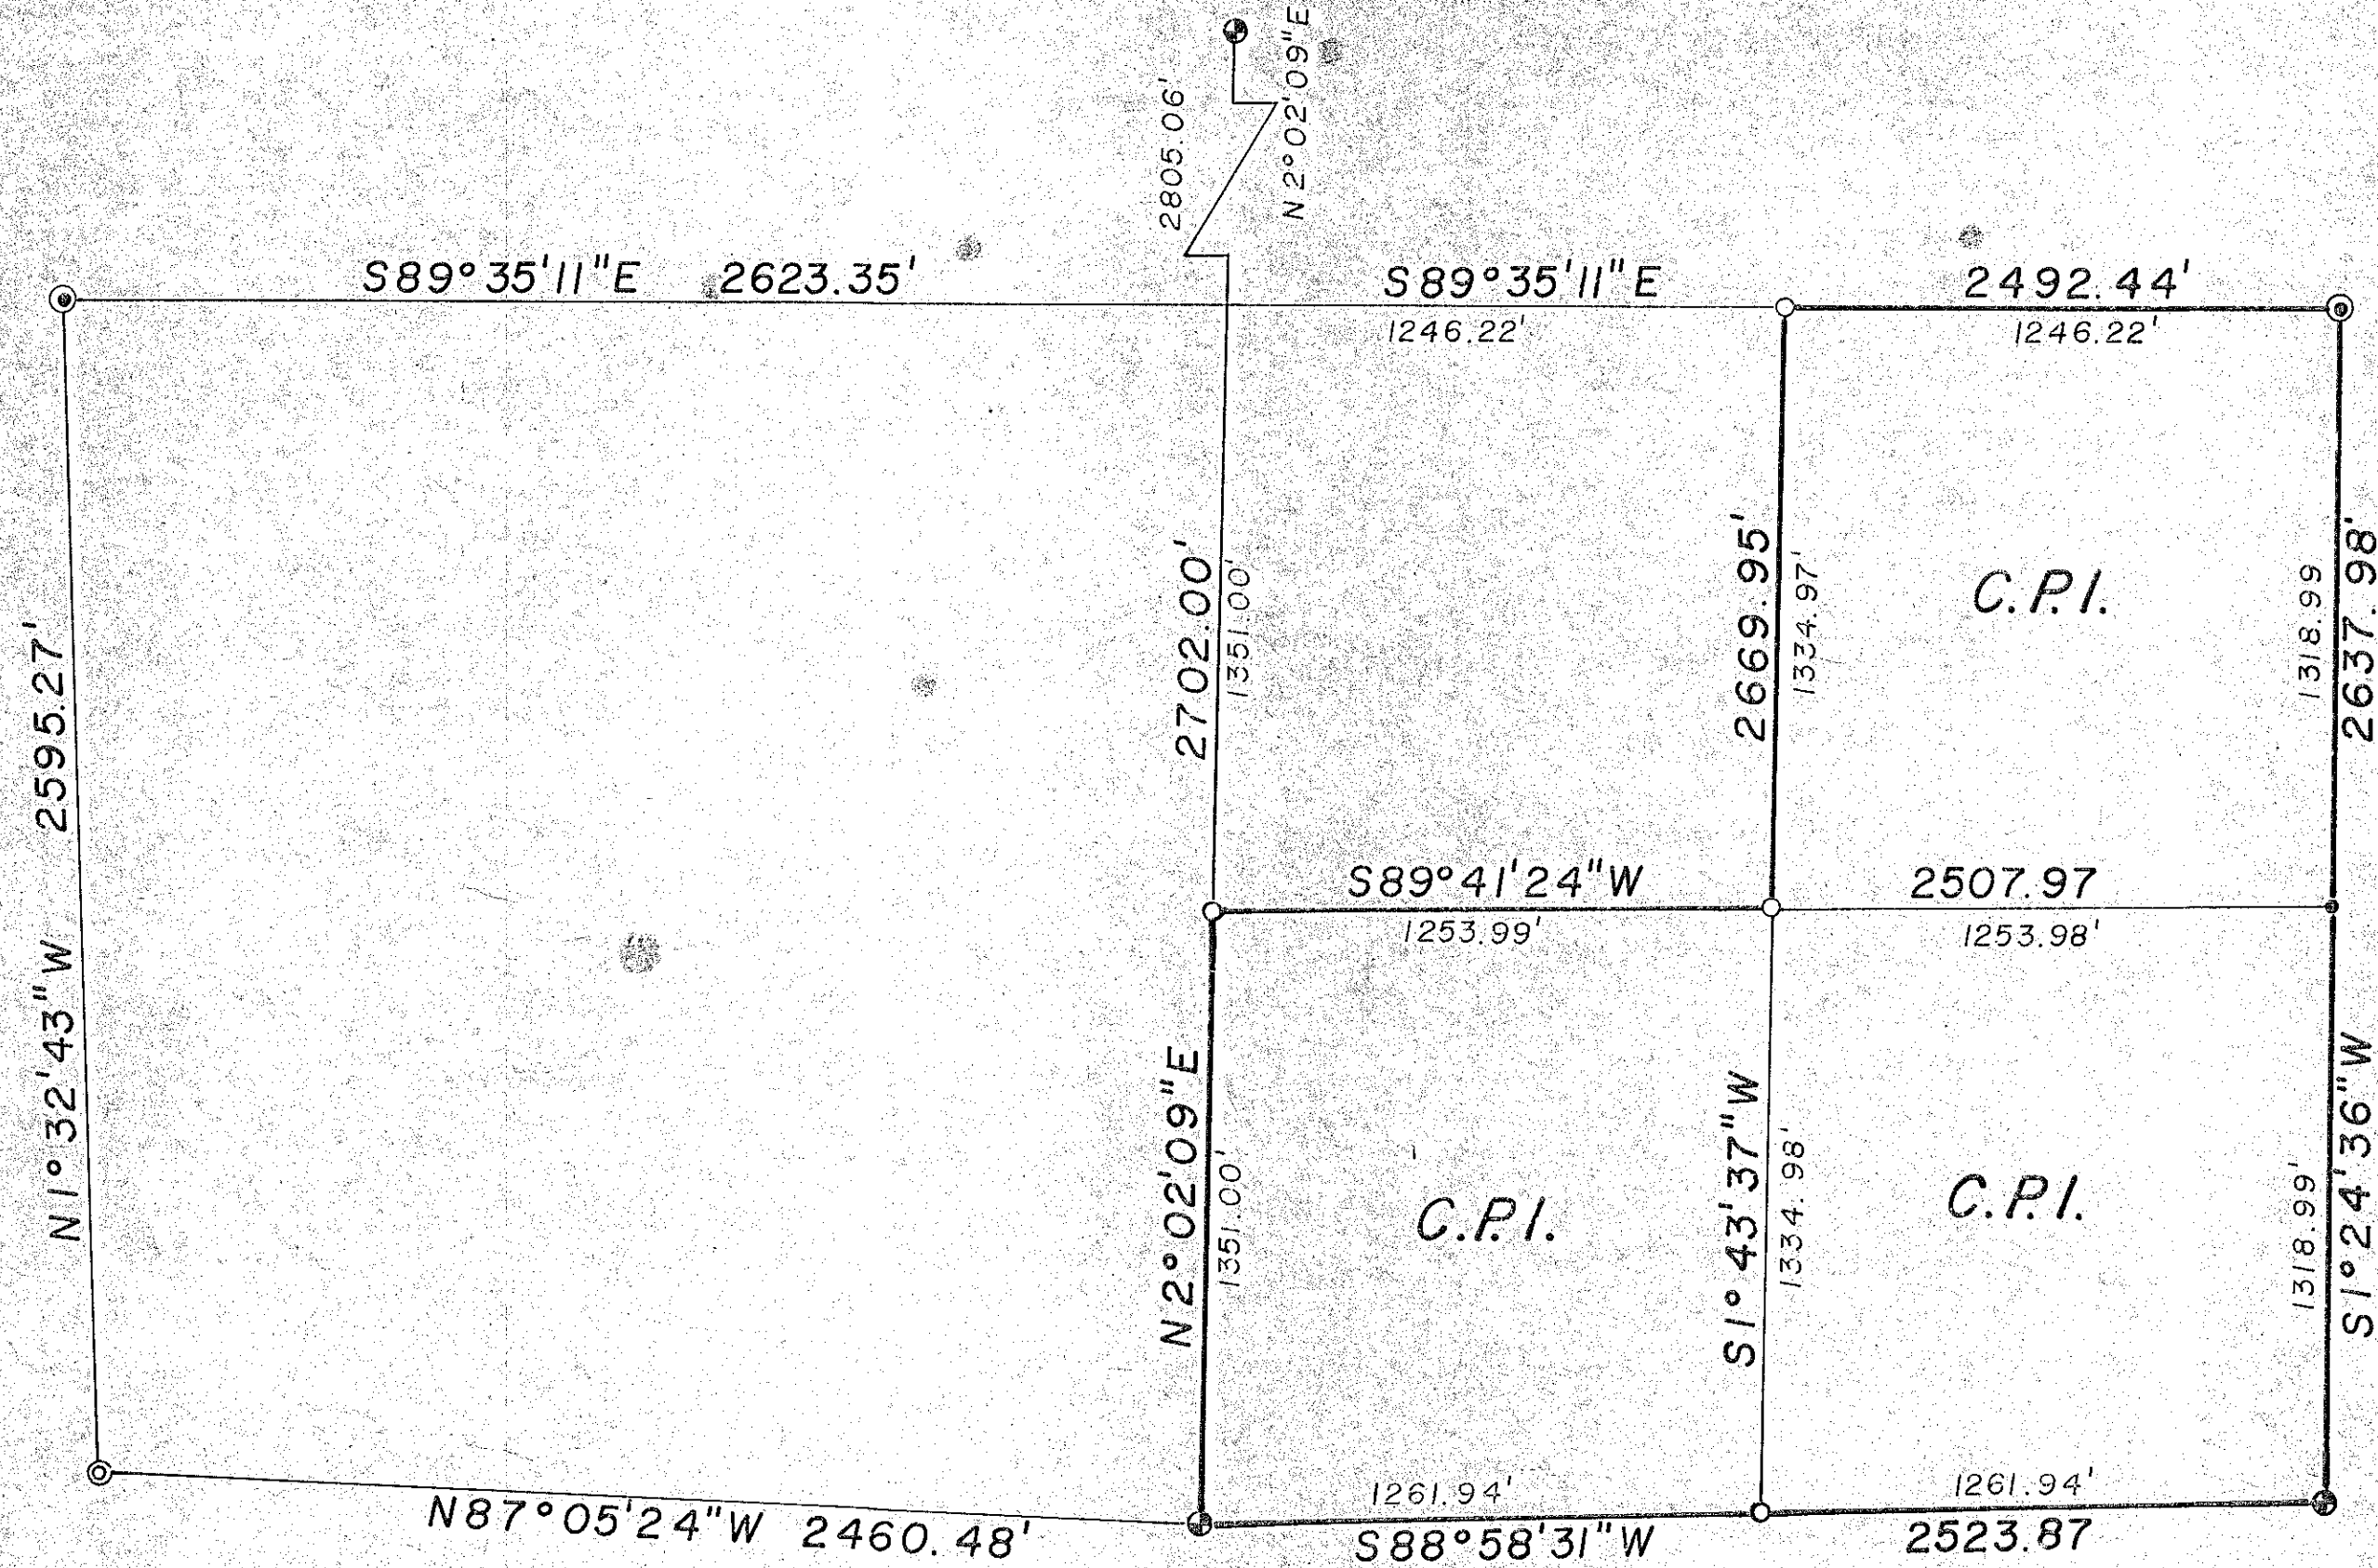 2805.06'
N 2°02'09"E
S89°35'11"E 2623.35'
S89°35'11"E 2492.44'
1246.22' 1246.22'
2595.27'
N1°32'43"W
2702.00'
1351.00'
2669.95'
1334.97'
C.P.I.
1318.99
2637.98'
S89°41'24"W 2507.97
1253.99' 1253.98'
N2°02'09"E
1351.00'
C.P.I.
S1°43'37"W
1334.98'
C.P.I.
1318.99'
S1°24'36"W
N87°05'24"W 2460.48'
1261.94' 1261.94'
S88°58'31"W 2523.87